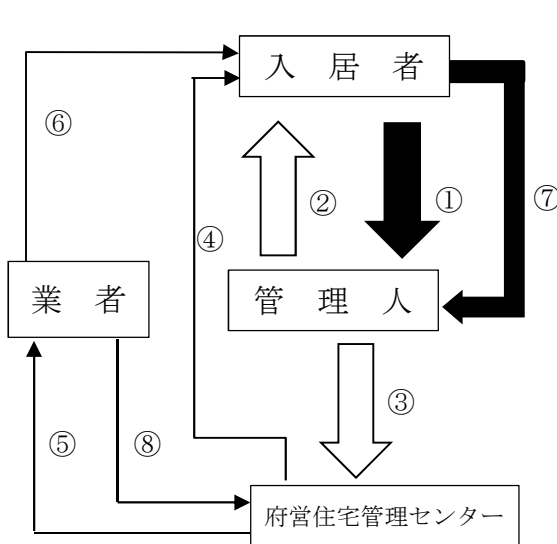 入 居 者
⑥
②
①
⑦
④
業 者
管 理 人
③
⑤
⑧
府営住宅管理センター